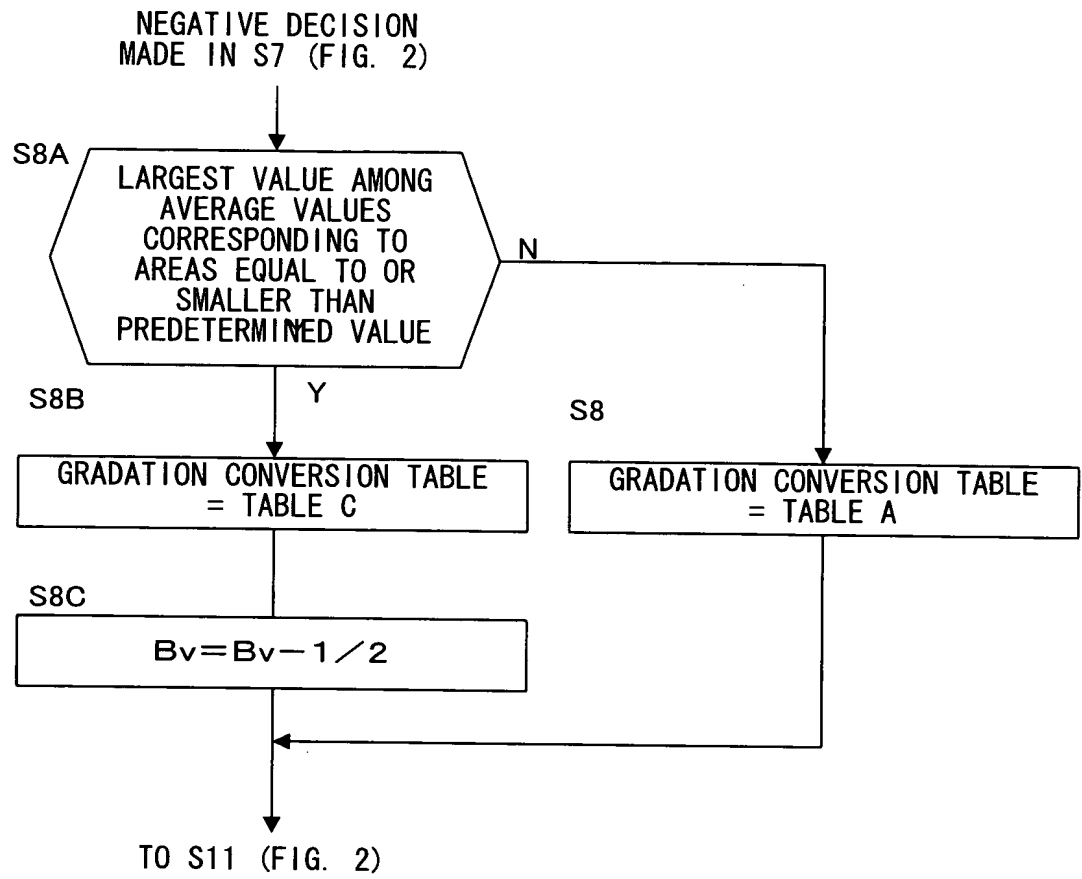 NEGATIVE DECISION
MADE IN S7 (FIG. 2)
S8A
LARGEST VALUE AMONG
AVERAGE VALUES
CORRESPONDING TO
AREAS EQUAL TO OR
SMALLER THAN
PREDETERMINED VALUE
N
Y
S8B
GRADATION CONVERSION TABLE
= TABLE C
S8
GRADATION CONVERSION TABLE
= TABLE A
S8C
Bv=Bv-1/2
TO S11 (FIG. 2)